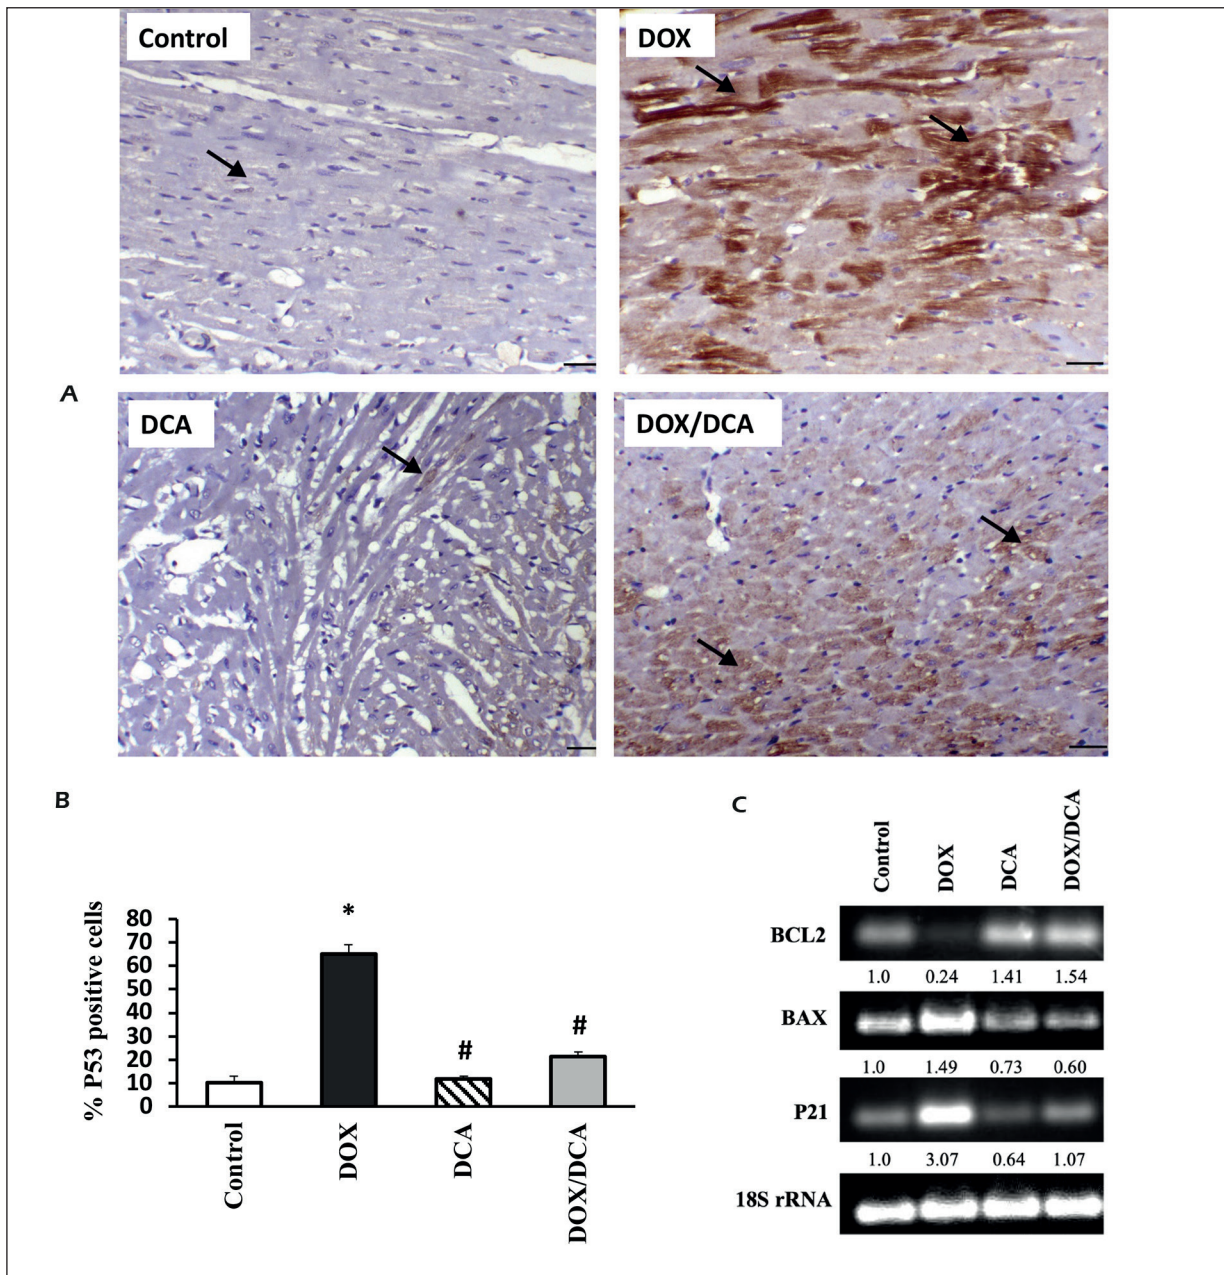 Control
DOX
A
DCA
DOX/DCA
B
% P53 positive cells
80
70
60
50
40
30
20
10
0
*
#
#
Control
DOX
DCA
DOX/DCA
C
Control
DOX
DCA
DOX/DCA
BCL2
1.0 0.24 1.41 1.54
BAX
1.0 1.49 0.73 0.60
P21
1.0 3.07 0.64 1.07
18S rRNA